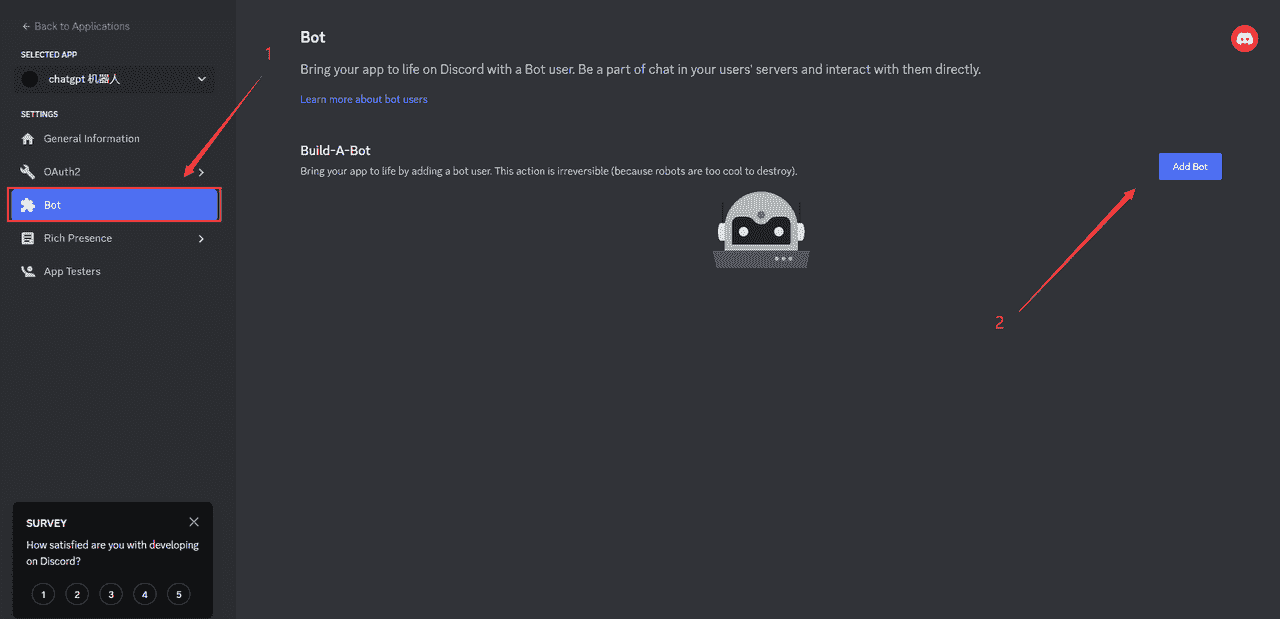 Back to Applications
SELECTED APP
chatgpt 机器人
SETTINGS
General Information
OAuth2
Bot
Rich Presence
App Testers
SURVEY
How satisfied are you with developing
on Discord?
1 2 3 4 5
1
Bot
Bring your app to life on Discord with a Bot user. Be a part of chat in your users' servers and interact with them directly.
Learn more about bot users
Build-A-Bot
Bring your app to life by adding a bot user. This action is irreversible (because robots are too cool to destroy).
Add Bot
2